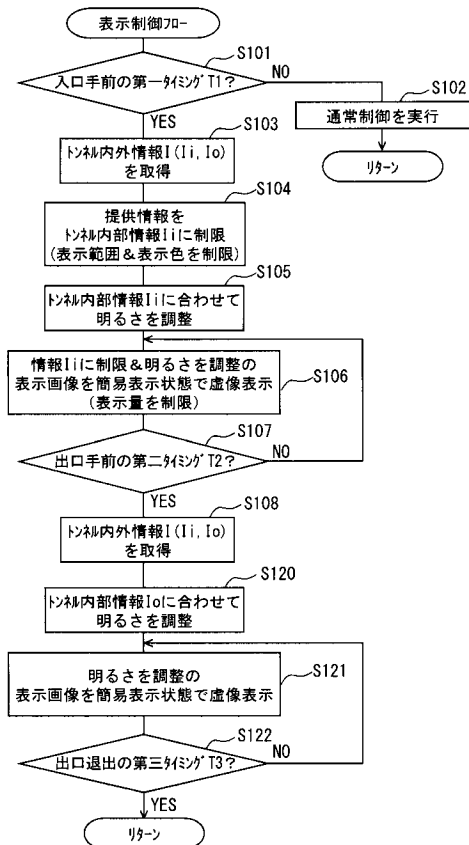 表示制御フロー
S101
入口手前の第一タイミングT1?
NO
S102
通常制御を実行
リターン
YES
S103
トンネル内外情報I(Ii,Io)
を取得
S104
提供情報を
トンネル内部情報Iiに制限
(表示範囲&表示色を制限)
S105
トンネル内部情報Iiに合わせて
明るさを調整
情報Iiに制限&明るさを調整の
表示画像を簡易表示状態で虚像表示
(表示量を制限)
S106
S107
出口手前の第二タイミングT2?
NO
YES
S108
トンネル内外情報I(Ii,Io)
を取得
S120
トンネル内部情報Ioに合わせて
明るさを調整
明るさを調整の
表示画像を簡易表示状態で虚像表示
S121
S122
出口退出の第三タイミングT3?
NO
YES
リターン